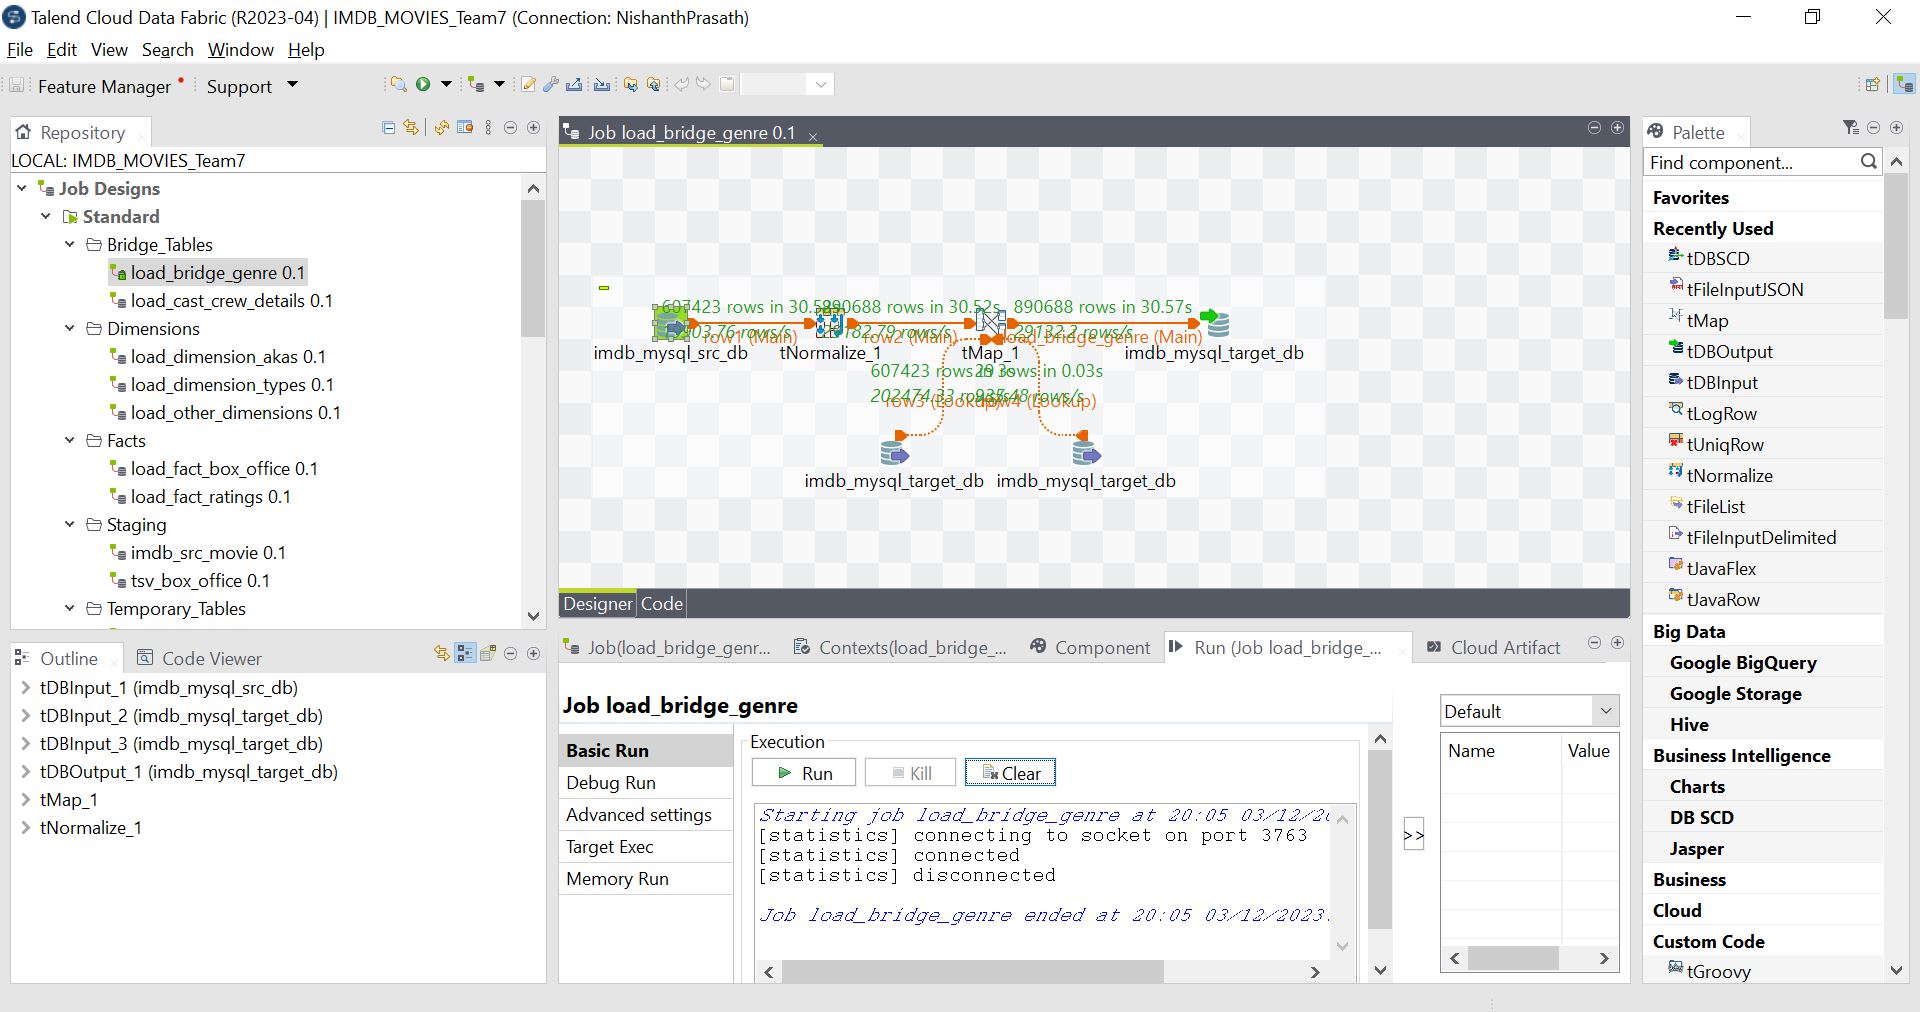 Talend Cloud Data Fabric (R2023-04) | IMDB_MOVIES_Team7 (Connection: NishanthPrasath)
File Edit View Search Window Help
Feature Manager Support
Repository
LOCAL: IMDB_MOVIES_Team7
Job Designs
Standard
Bridge_Tables
load_bridge_genre 0.1
load_cast_crew_details 0.1
Dimensions
load_dimension_akas 0.1
load_dimension_types 0.1
load_other_dimensions 0.1
Facts
load_fact_box_office 0.1
load_fact_ratings 0.1
Staging
imdb_src_movie 0.1
tsv_box_office 0.1
Temporary_Tables
Outline Code Viewer
tDBInput_1 (imdb_mysql_src_db)
tDBInput_2 (imdb_mysql_target_db)
tDBInput_3 (imdb_mysql_target_db)
tDBOutput_1 (imdb_mysql_target_db)
tMap_1
tNormalize_1
Job load_bridge_genre 0.1
607423 rows in 30.52s 890688 rows in 30.52s 890688 rows in 30.57s
29132.2 rows/s
row1 (Main) row2 (Main) load_bridge_genre (Main)
imdb_mysql_src_db tNormalize_1 tMap_1 imdb_mysql_target_db
607423 rows in 3s 29 rows in 0.03s
202474.33 rows/s
row3 (Lookup) row4 (Lookup)
imdb_mysql_target_db imdb_mysql_target_db
Designer Code
Job(load_bridge_genr... Contexts(load_bridge_... Component Run (Job load_bridge_... Cloud Artifact
Job load_bridge_genre
Basic Run
Debug Run
Advanced settings
Target Exec
Memory Run
Execution
Run Kill Clear
Starting job load_bridge_genre at 20:05 03/12/20
[statistics] connecting to socket on port 3763
[statistics] connected
[statistics] disconnected
Job load_bridge_genre ended at 20:05 03/12/2023.
>>
Default
Name Value
Palette
Find component...
Favorites
Recently Used
tDBSCD
tFileInputJSON
tMap
tDBOutput
tDBInput
tLogRow
tUniqRow
tNormalize
tFileList
tFileInputDelimited
tJavaFlex
tJavaRow
Big Data
Google BigQuery
Google Storage
Hive
Business Intelligence
Charts
DB SCD
Jasper
Business
Cloud
Custom Code
tGroovy